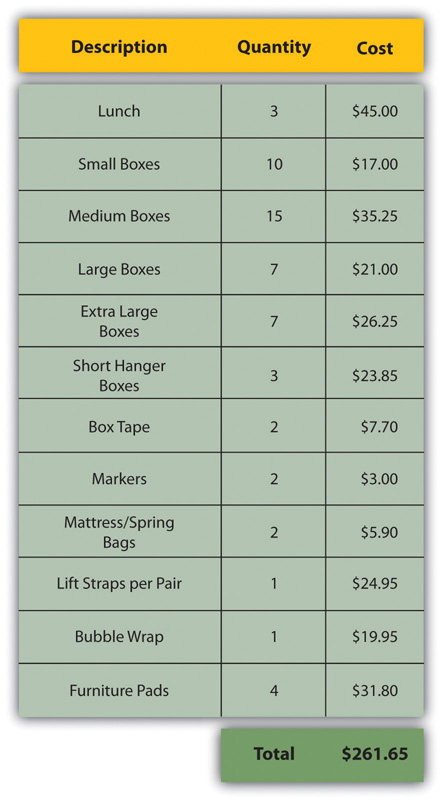 Description Quantity Cost
Lunch 3 $45.00
Small Boxes 10 $17.00
Medium Boxes 15 $35.25
Large Boxes 7 $21.00
Extra Large
Boxes 7 $26.25
Short Hanger
Boxes 3 $23.85
Box Tape 2 $7.70
Markers 2 $3.00
Mattress/Spring
Bags 2 $5.90
Lift Straps per Pair 1 $24.95
Bubble Wrap 1 $19.95
Furniture Pads 4 $31.80
Total $261.65